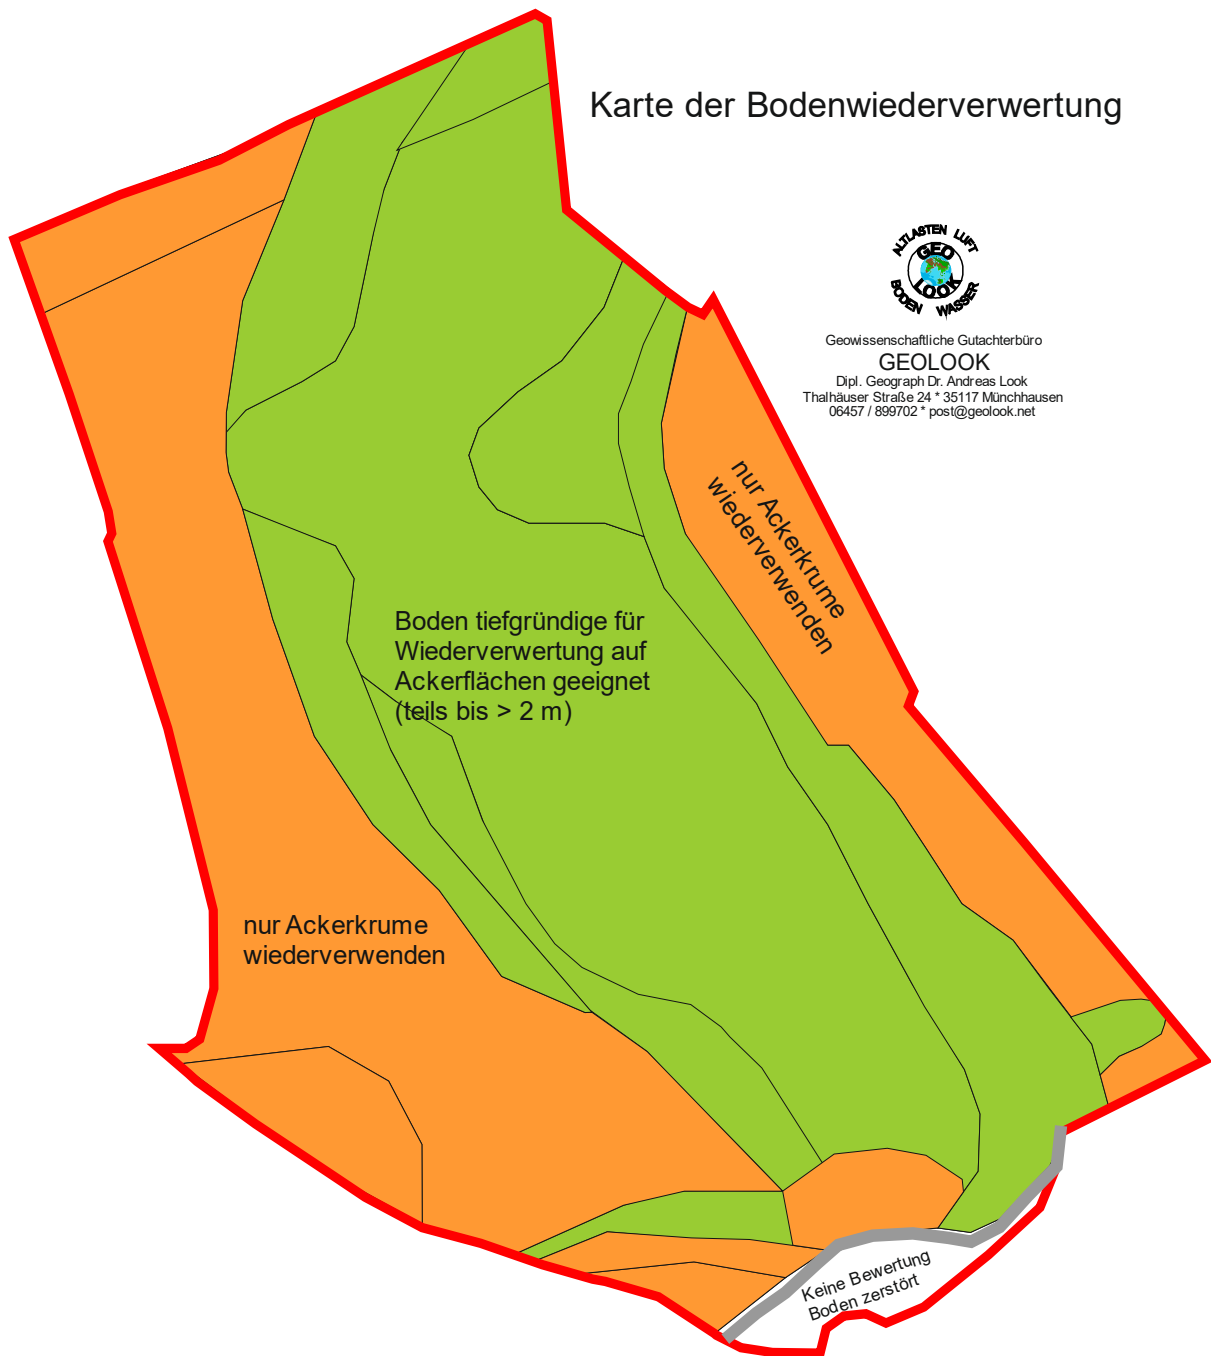 Karte der Bodenwiederverwertung
ALTLASTEN LUFT
GEO
LOOK
BODEN WASSER
Geowissenschaftliche Gutachterbüro
GEOLOOK
Dipl. Geograph Dr. Andreas Look
Thalhäuser Straße 24 * 35117 Münchhausen
06457 / 899702 * post@geolook.net
nur Ackerkrume
wiederverwenden
Boden tiefgründige für
Wiederverwertung auf
Ackerflächen geeignet
(teils bis > 2 m)
nur Ackerkrume
wiederverwenden
Keine Bewertung
Boden zerstört